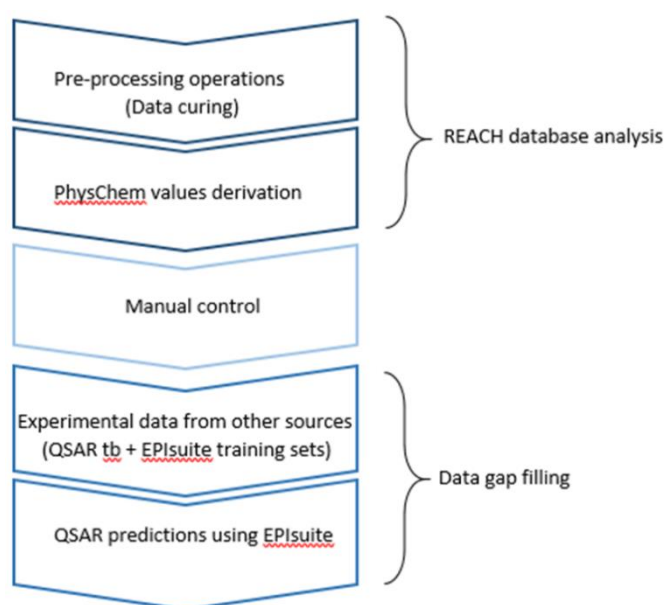 Pre-processing operations
(Data curing)
REACH database analysis
PhysChem values derivation
Manual control
Experimental data from other sources
(QSAR tb + EPIsuite training sets)
Data gap filling
QSAR predictions using EPIsuite